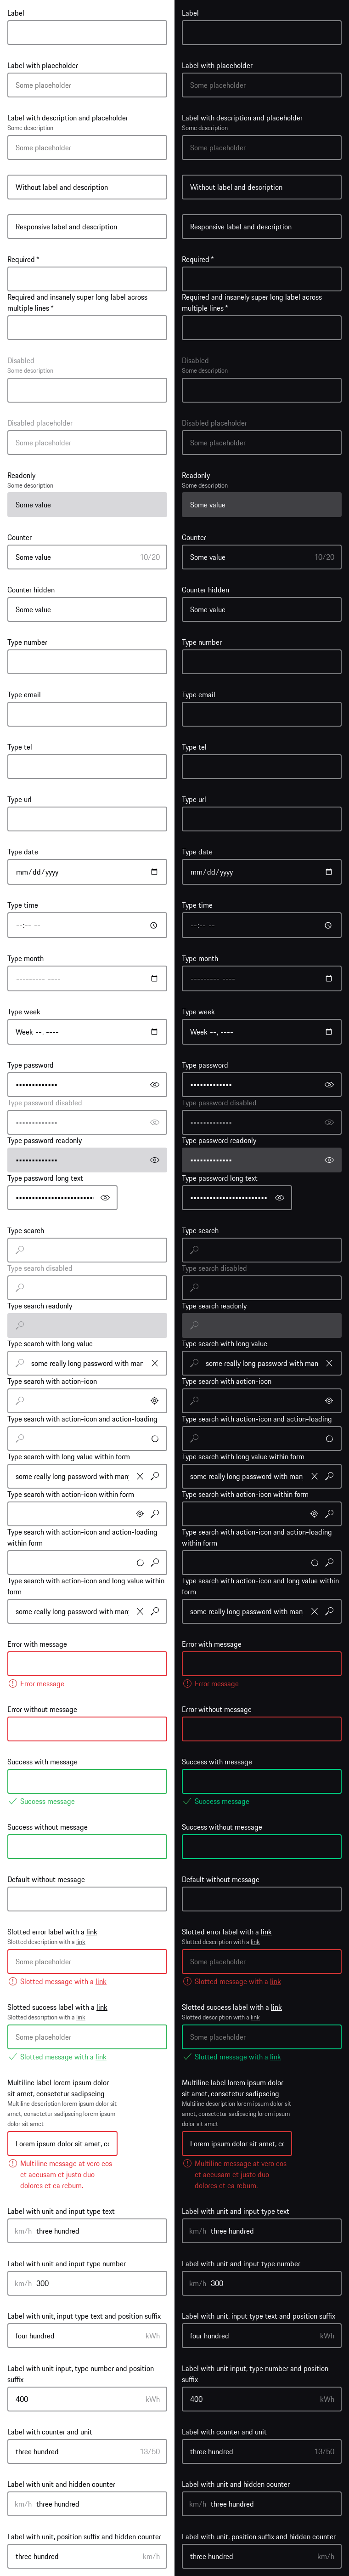 Label
Label with placeholder
Some placeholder
Label with description and placeholder
Some description
Some placeholder
Without label and description
Responsive label and description
Required *
Required and insanely super long label across
multiple lines *
Disabled
Some description
Disabled placeholder
Some placeholder
Readonly
Some description
Some value
Counter
Some value 10/20
Counter hidden
Some value
Type number
Type email
Type tel
Type url
Type date
mm/dd/yyyy
Type time
--:-- --
Type month
--------- ----
Type week
Week --, ----
Type password
Type password disabled
Type password readonly
Type password long text
Type search
Type search disabled
Type search readonly
Type search with long value
some really long password with man
Type search with action-icon
Type search with action-icon and action-loading
Type search with long value within form
some really long password with man
Type search with action-icon within form
Type search with action-icon and action-loading
within form
Type search with action-icon and long value within
form
some really long password with man
Error with message
Error message
Error without message
Success with message
Success message
Success without message
Default without message
Slotted error label with a link
Slotted description with a link
Some placeholder
Slotted message with a link
Slotted success label with a link
Slotted description with a link
Some placeholder
Slotted message with a link
Multiline label lorem ipsum dolor
sit amet, consetetur sadipscing
Multiline description lorem ipsum dolor sit
amet, consetetur sadipscing lorem ipsum
dolor sit amet
Lorem ipsum dolor sit amet, co
Multiline message at vero eos
et accusam et justo duo
dolores et ea rebum.
Label with unit and input type text
km/h three hundred
Label with unit and input type number
km/h 300
Label with unit, input type text and position suffix
four hundred kWh
Label with unit input, type number and position
suffix
400 kWh
Label with counter and unit
three hundred 13/50
Label with unit and hidden counter
km/h three hundred
Label with unit, position suffix and hidden counter
three hundred km/h
Label
Label with placeholder
Some placeholder
Label with description and placeholder
Some description
Some placeholder
Without label and description
Responsive label and description
Required *
Required and insanely super long label across
multiple lines *
Disabled
Some description
Disabled placeholder
Some placeholder
Readonly
Some description
Some value
Counter
Some value 10/20
Counter hidden
Some value
Type number
Type email
Type tel
Type url
Type date
mm/dd/yyyy
Type time
--:-- --
Type month
--------- ----
Type week
Week --, ----
Type password
Type password disabled
Type password readonly
Type password long text
Type search
Type search disabled
Type search readonly
Type search with long value
some really long password with man
Type search with action-icon
Type search with action-icon and action-loading
Type search with long value within form
some really long password with man
Type search with action-icon within form
Type search with action-icon and action-loading
within form
Type search with action-icon and long value within
form
some really long password with man
Error with message
Error message
Error without message
Success with message
Success message
Success without message
Default without message
Slotted error label with a link
Slotted description with a link
Some placeholder
Slotted message with a link
Slotted success label with a link
Slotted description with a link
Some placeholder
Slotted message with a link
Multiline label lorem ipsum dolor
sit amet, consetetur sadipscing
Multiline description lorem ipsum dolor sit
amet, consetetur sadipscing lorem ipsum
dolor sit amet
Lorem ipsum dolor sit amet, co
Multiline message at vero eos
et accusam et justo duo
dolores et ea rebum.
Label with unit and input type text
km/h three hundred
Label with unit and input type number
km/h 300
Label with unit, input type text and position suffix
four hundred kWh
Label with unit input, type number and position
suffix
400 kWh
Label with counter and unit
three hundred 13/50
Label with unit and hidden counter
km/h three hundred
Label with unit, position suffix and hidden counter
three hundred km/h